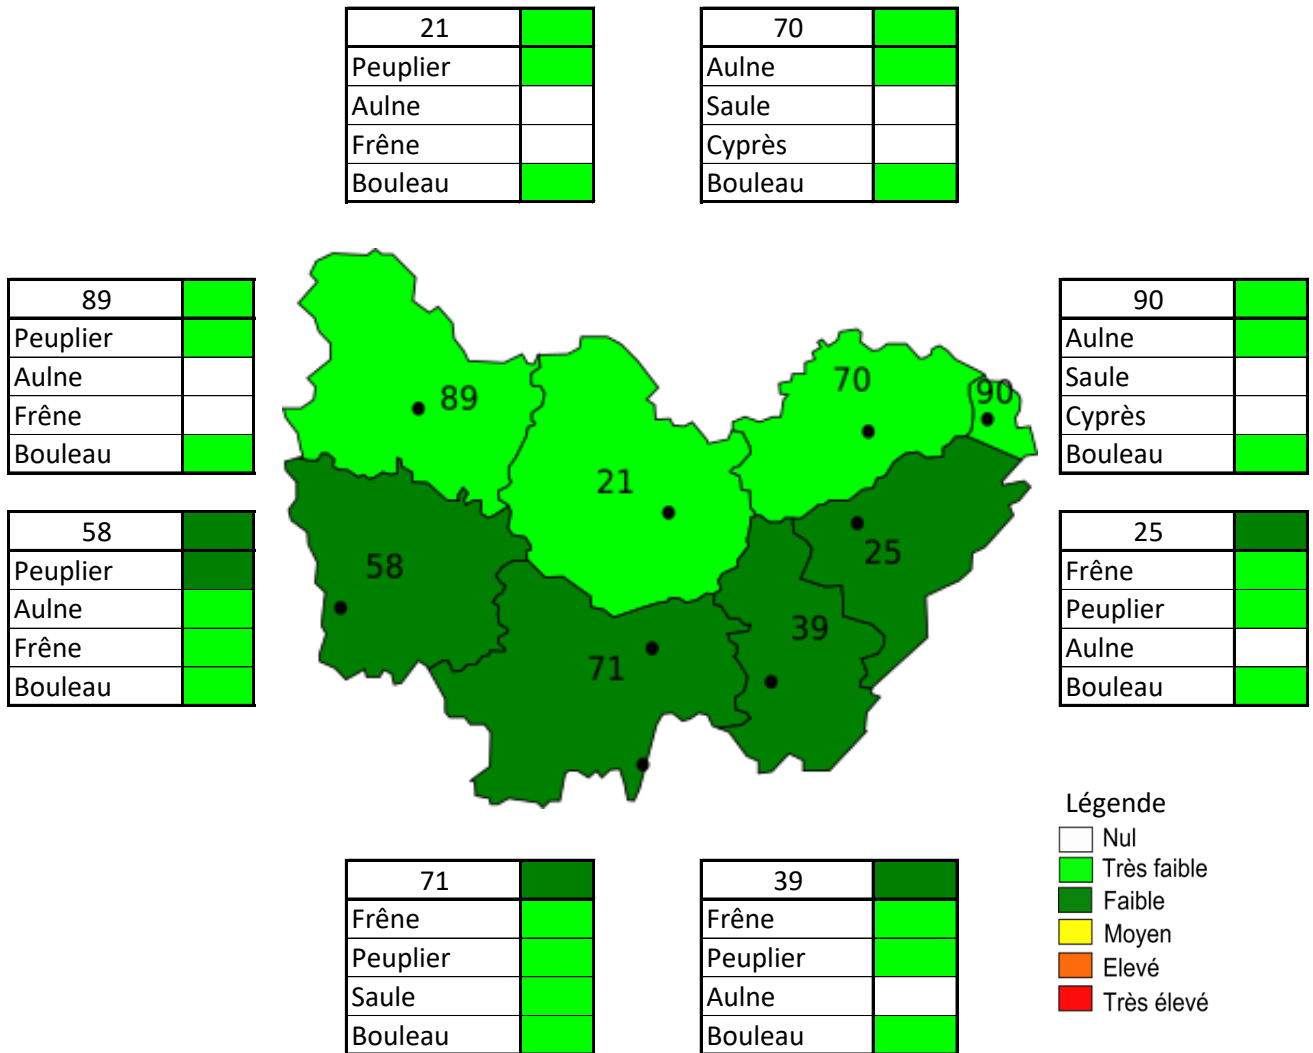 21
Peuplier
Aulne
Frêne
Bouleau
70
Aulne
Saule
Cyprès
Bouleau
89
Peuplier
Aulne
Frêne
Bouleau
58
Peuplier
Aulne
Frêne
Bouleau
89
21
70
90
58
25
71
39
90
Aulne
Saule
Cyprès
Bouleau
25
Frêne
Peuplier
Aulne
Bouleau
71
Frêne
Peuplier
Saule
Bouleau
39
Frêne
Peuplier
Aulne
Bouleau
Légende
Nul
Très faible
Faible
Moyen
Elevé
Très élevé